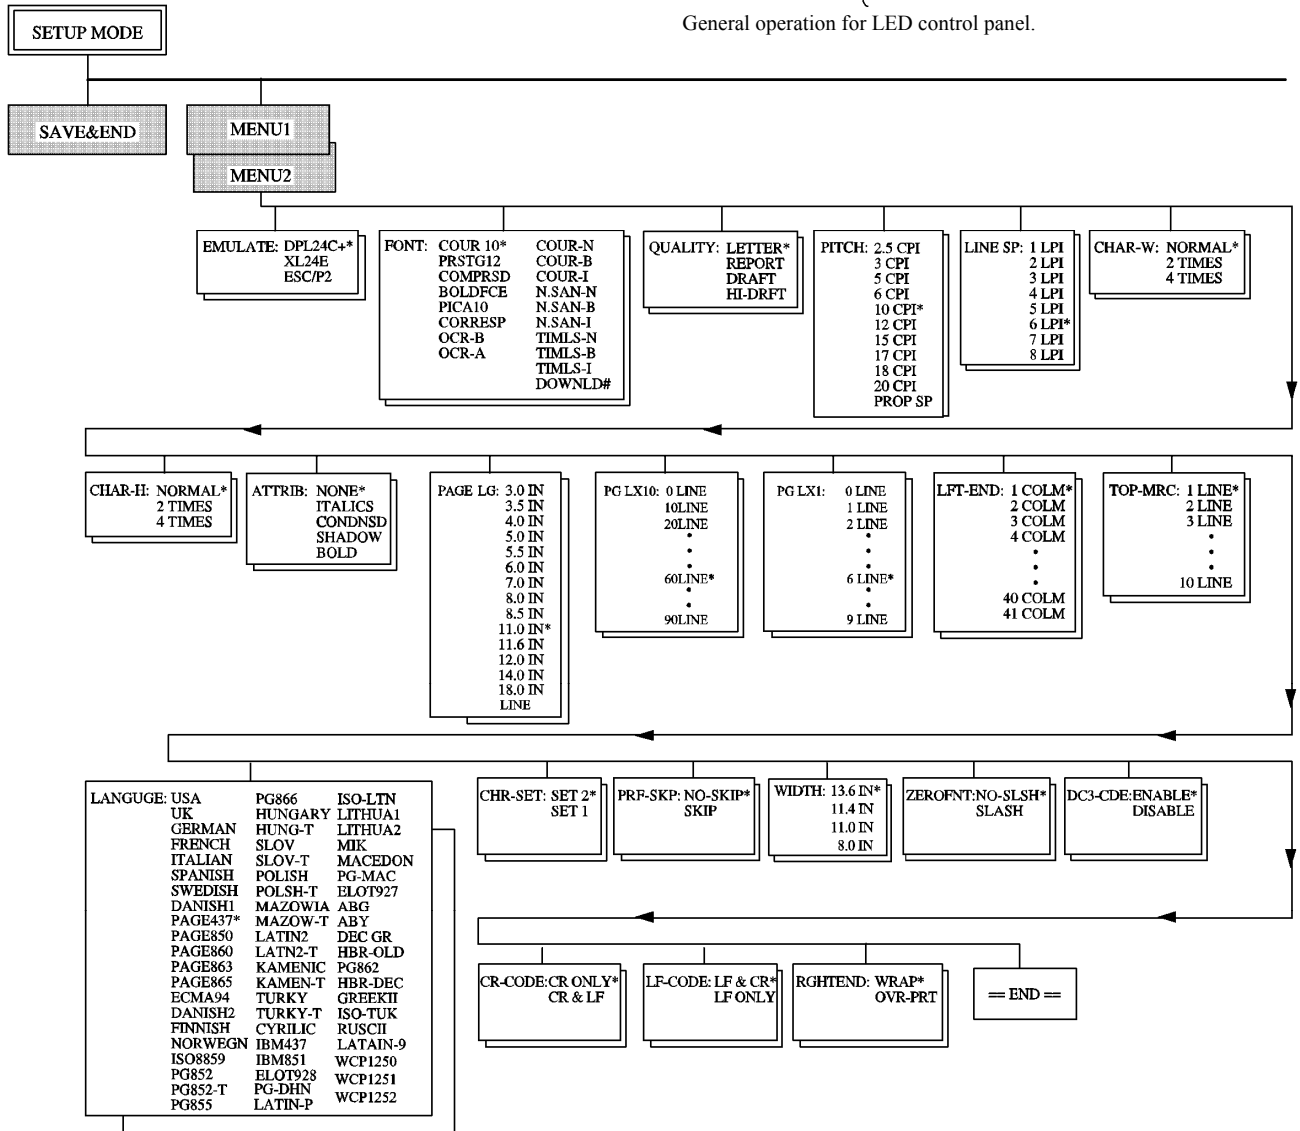 General operation for LED control panel.
SETUP MODE
SAVE&END
MENU1
MENU2
EMULATE: DPL24C+*
XL24E
ESC/P2
FONT: COUR 10* COUR-N
PRSTG12 COUR-B
COMPRSD COUR-I
BOLDFCE N.SAN-N
PICA10 N.SAN-B
CORRESP N.SAN-I
OCR-B TIMLS-N
OCR-A TIMLS-B
TIMLS-I
DOWNLD#
QUALITY: LETTER*
REPORT
DRAFT
HI-DRFT
PITCH: 2.5 CPI
3 CPI
5 CPI
6 CPI
10 CPI*
12 CPI
15 CPI
17 CPI
18 CPI
20 CPI
PROP SP
LINE SP: 1 LPI
2 LPI
3 LPI
4 LPI
5 LPI
6 LPI*
7 LPI
8 LPI
CHAR-W: NORMAL*
2 TIMES
4 TIMES
CHAR-H: NORMAL*
2 TIMES
4 TIMES
ATTRIB: NONE*
ITALICS
CONDNSD
SHADOW
BOLD
PAGE LG: 3.0 IN
3.5 IN
4.0 IN
5.0 IN
5.5 IN
6.0 IN
7.0 IN
8.0 IN
8.5 IN
11.0 IN*
11.6 IN
12.0 IN
14.0 IN
18.0 IN
LINE
PG LX10: 0 LINE
10LINE
20LINE
60LINE*
90LINE
PG LX1: 0 LINE
1 LINE
2 LINE
6 LINE*
9 LINE
LFT-END: 1 COLM*
2 COLM
3 COLM
4 COLM
40 COLM
41 COLM
TOP-MRC: 1 LINE*
2 LINE
3 LINE
10 LINE
LANGUGE: USA PG866 ISO-LTN
UK HUNGARY LITHUA1
GERMAN HUNG-T LITHUA2
FRENCH SLOV MIK
ITALIAN SLOV-T MACEDON
SPANISH POLISH PG-MAC
SWEDISH POLSH-T ELOT927
DANISH1 MAZOWIA ABG
PAGE437* MAZOW-T ABY
PAGE850 LATIN2 DEC GR
PAGE860 LATN2-T HBR-OLD
PAGE863 KAMENIC PG862
PAGE865 KAMEN-T HBR-DEC
ECMA94 TURKY GREEKII
DANISH2 TURKY-T ISO-TUK
FINNISH CYRILIC RUSCII
NORWEGN IBM437 LATAIN-9
ISO8859 IBM851 WCP1250
PG852 ELOT928 WCP1251
PG852-T PG-DHN WCP1252
PG855 LATIN-P
CHR-SET: SET 2*
SET 1
PRF-SKP: NO-SKIP*
SKIP
WIDTH: 13.6 IN*
11.4 IN
11.0 IN
8.0 IN
ZEROFNT:NO-SLSH*
SLASH
DC3-CDE:ENABLE*
DISABLE
CR-CODE:CR ONLY*
CR & LF
LF-CODE: LF & CR*
LF ONLY
RGHTEND: WRAP*
OVR-PRT
== END ==